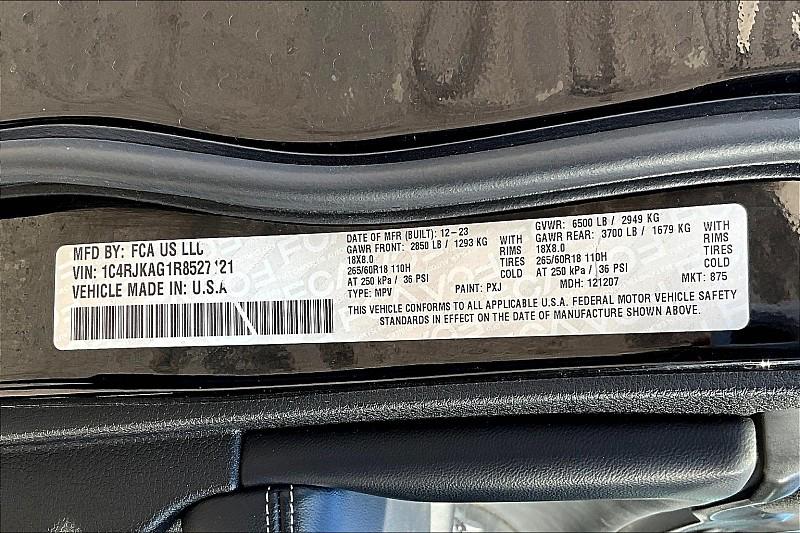 MFD BY: FCA US LLC
VIN: 1C4RJKAG1R8527121
VEHICLE MADE IN: U.S.A
DATE OF MFR (BUILT): 12-23
GAWR FRONT: 2850 LB / 1293 KG
18X8.0
265/60R18 110H
AT 250 kPa / 36 PSI
TYPE: MPV
WITH
TIRES
RIMS
COLD
PAINT: PXJ
GVWR: 6500 LB / 2949 KG
GAWR REAR: 3700 LB / 1679 KG
18X8.0
265/60R18 110H
AT 250 kPa / 36 PSI
MDH: 121207
WITH
RIMS
TIRES
COLD
MKT: 875
THIS VEHICLE CONFORMS TO ALL APPLICABLE U.S.A. FEDERAL MOTOR VEHICLE SAFETY
STANDARDS IN EFFECT ON THE DATE OF MANUFACTURE SHOWN ABOVE.